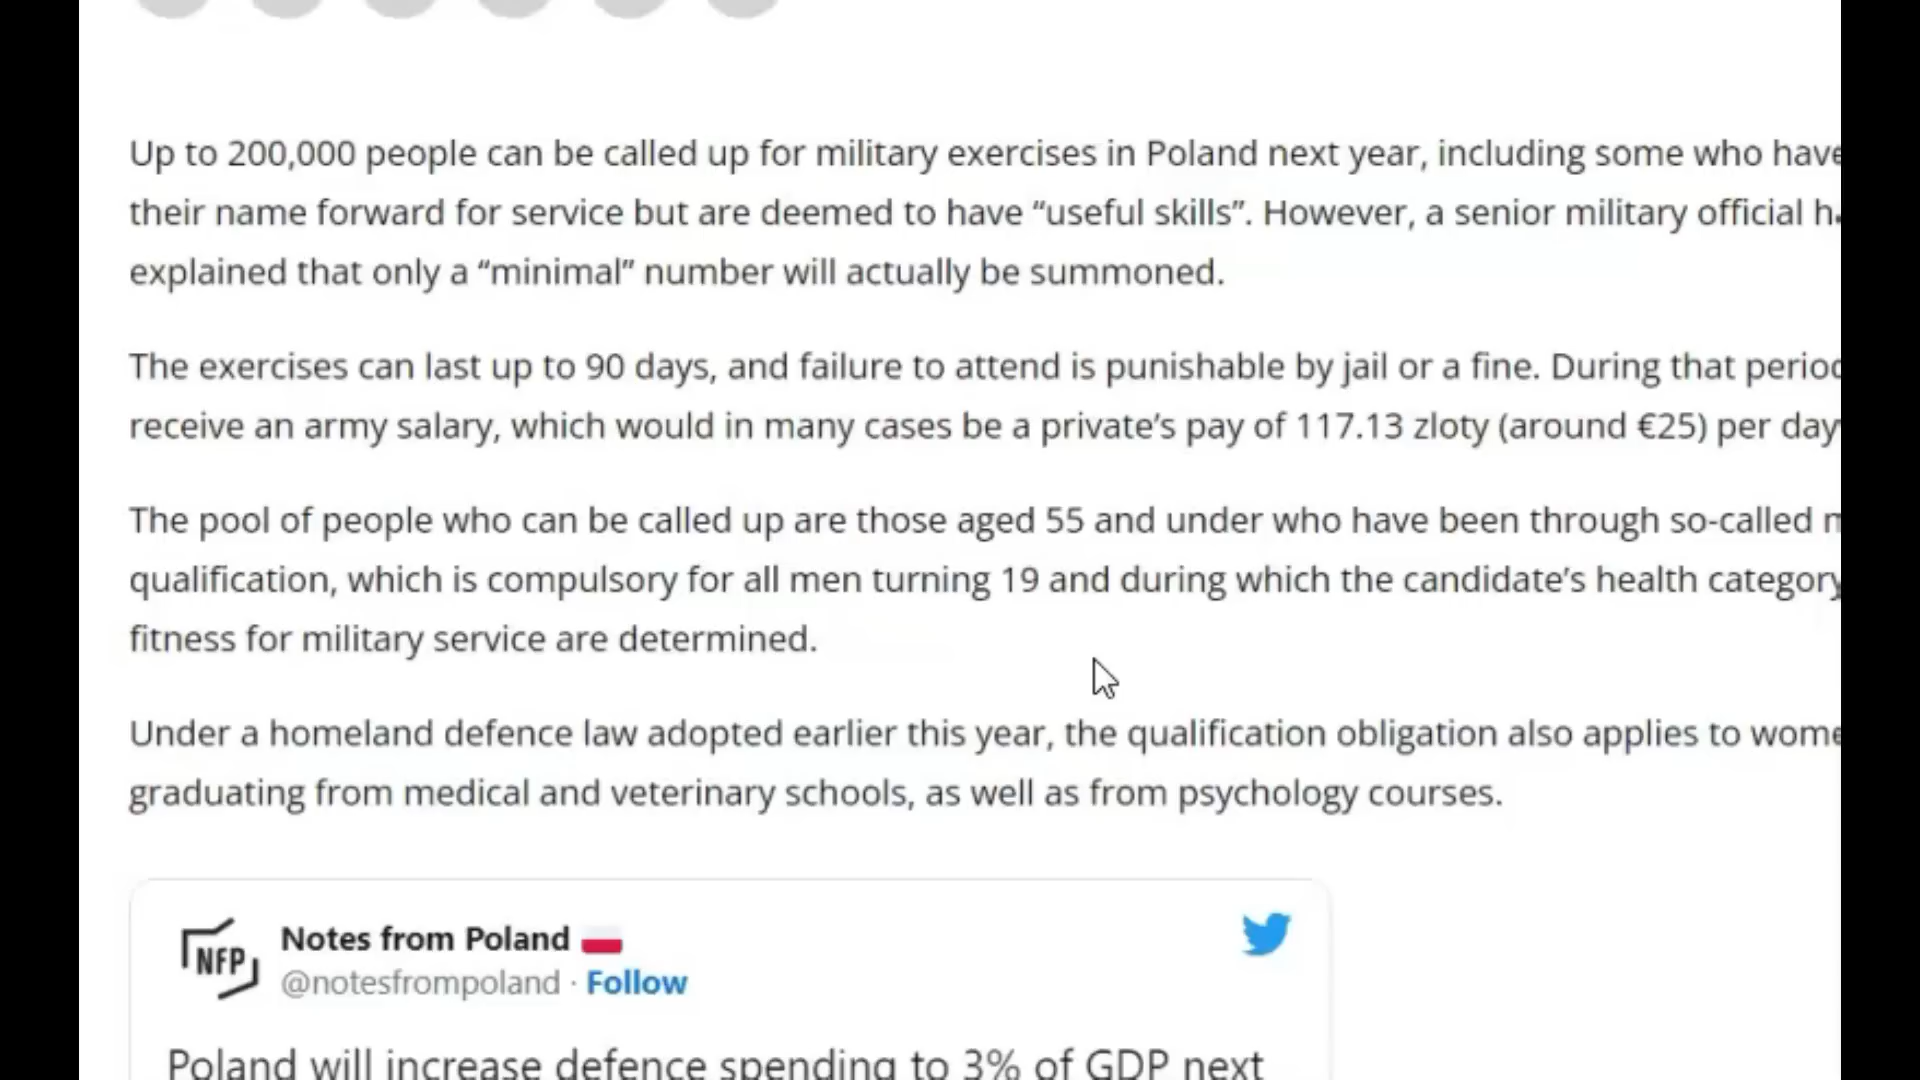 Up to 200,000 people can be called up for military exercises in Poland next year, including some who have
their name forward for service but are deemed to have “useful skills”. However, a senior military official
explained that only a “minimal” number will actually be summoned.
The exercises can last up to 90 days, and failure to attend is punishable by jail or a fine. During that
receive an army salary, which would in many cases be a private’s pay of 117.13 zloty (around €25) per day
The pool of people who can be called up are those aged 55 and under who have been through so-called
qualification, which is compulsory for all men turning 19 and during which the candidate’s health category
fitness for military service are determined.
Under a homeland defence law adopted earlier this year, the qualification obligation also applies to
graduating from medical and veterinary schools, as well as from psychology courses.
NFP
Notes from Poland
@notesfrompoland · Follow
Poland will increase defence spending to 3% of GDP next